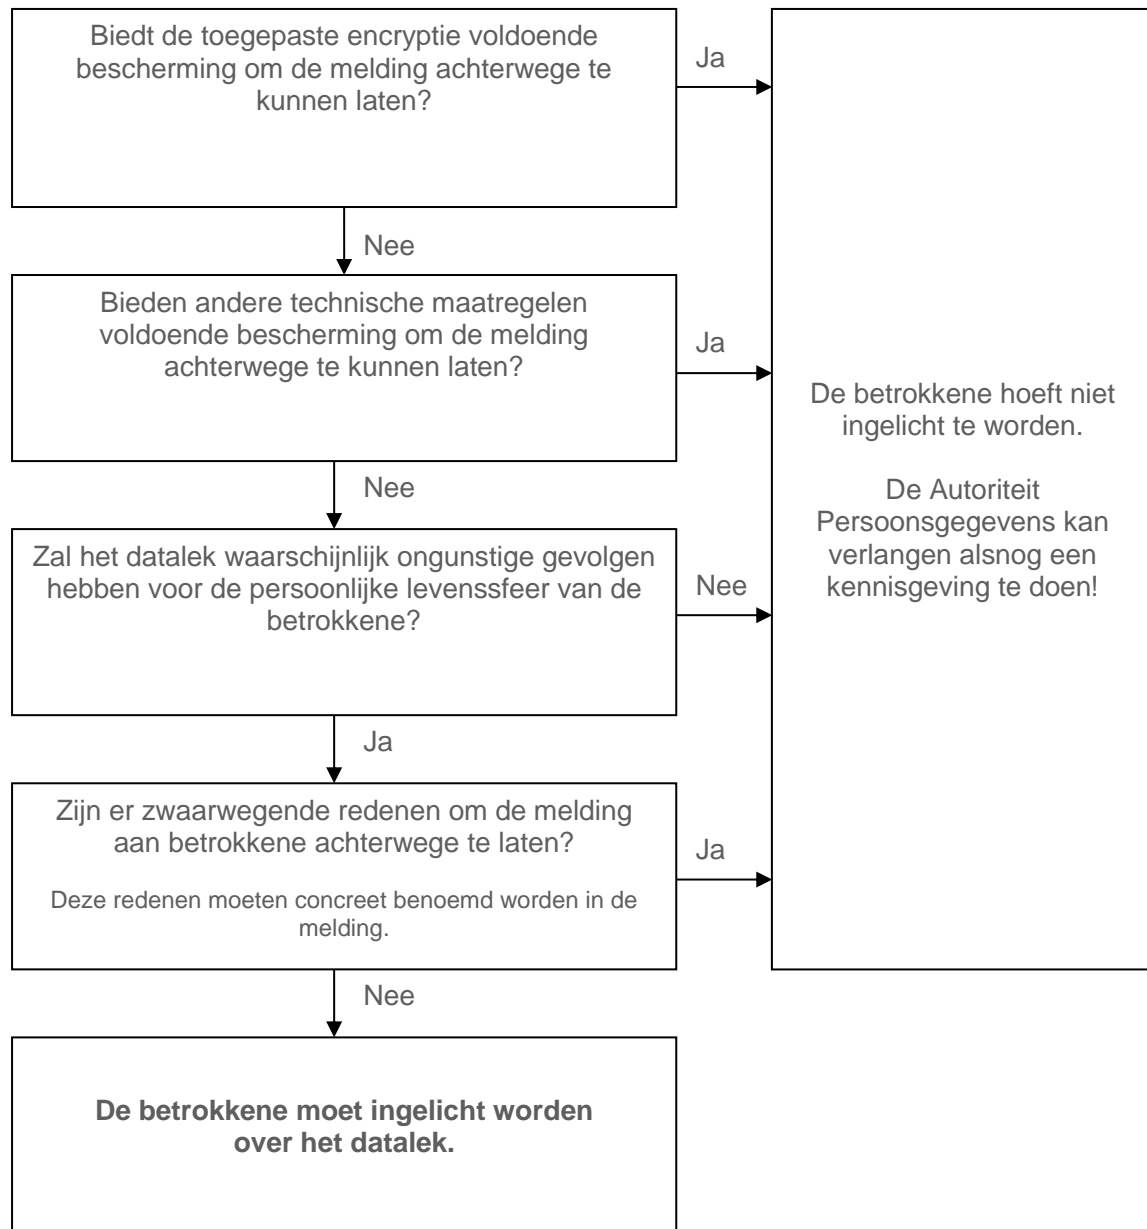 Biedt de toegepaste encryptie voldoende
bescherming om de melding achterwege te
kunnen laten?
Ja
Nee
Bieden andere technische maatregelen
voldoende bescherming om de melding
achterwege te kunnen laten?
Ja
Nee
Zal het datalek waarschijnlijk ongunstige gevolgen
hebben voor de persoonlijke levenssfeer van de
betrokkene?
Nee
Ja
Zijn er zwaarwegende redenen om de melding
aan betrokkene achterwege te laten?
Deze redenen moeten concreet benoemd worden in de
melding.
Ja
Nee
De betrokkene moet ingelicht worden
over het datalek.
De betrokkene hoeft niet
ingelicht te worden.
De Autoriteit
Persoonsgegevens kan
verlangen alsnog een
kennisgeving te doen!